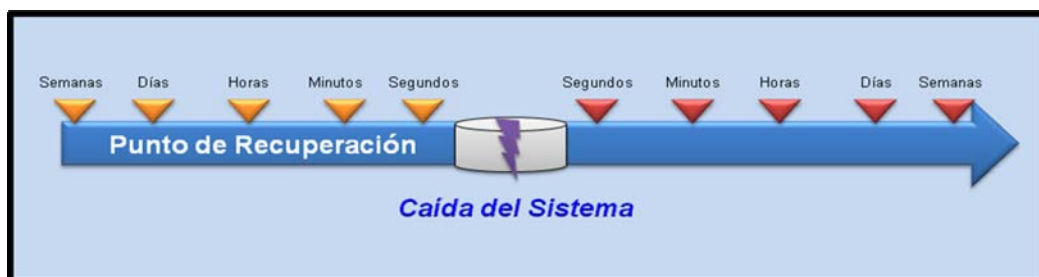 Semanas Días Horas Minutos Segundos Segundos Minutos Horas Días Semanas
Punto de Recuperación
Caída del Sistema